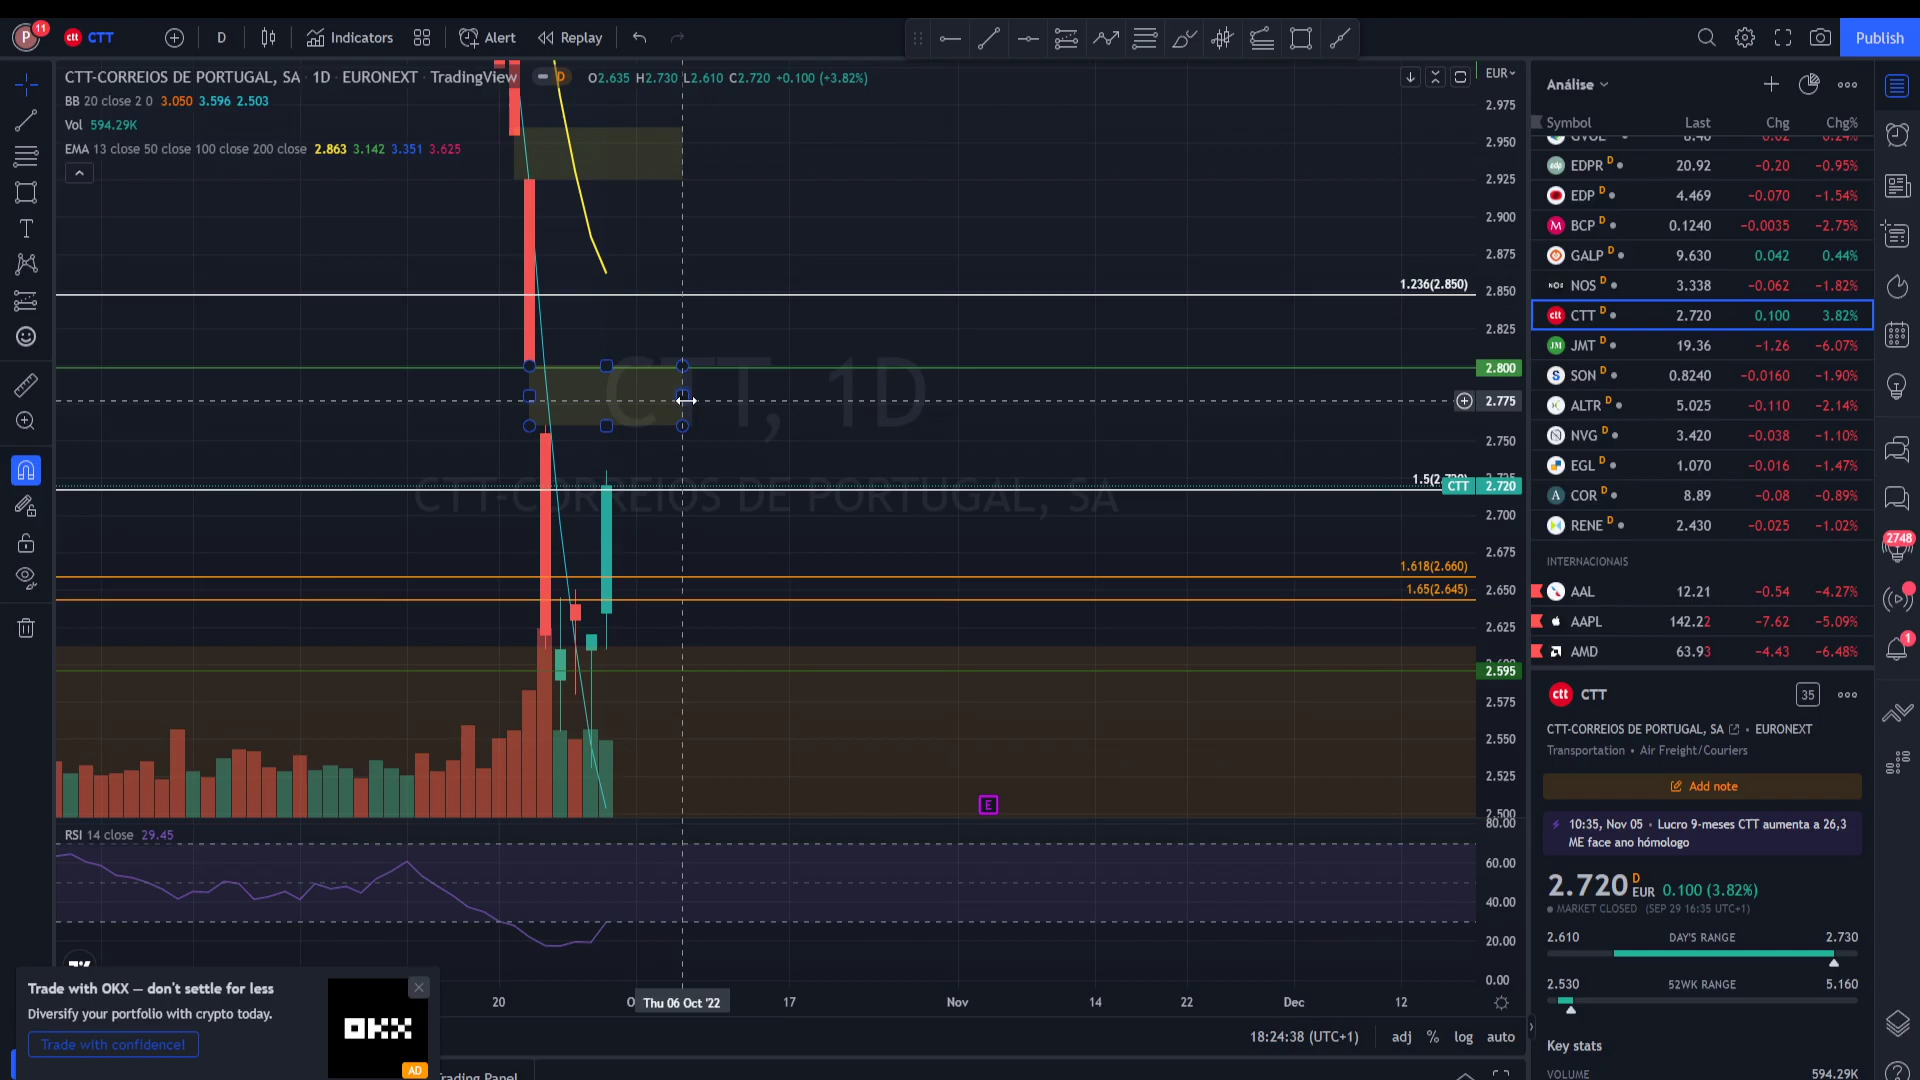 P 11 ctt CTT D Indicators Alert Replay Publish
CTT-CORREIOS DE PORTUGAL, SA · 1D · EURONEXT · TradingView D O2.635 H2.730 L2.610 C2.720 +0.100 (+3.82%)
BB 20 close 2 0 3.050 3.596 2.503
Vol 594.29K
EMA 13 close 50 close 100 close 200 close 2.863 3.142 3.351 3.625
CTT, 1D
CTT-CORREIOS DE PORTUGAL, SA
1.236(2.850)
1.618(2.660)
1.65(2.645)
EUR
2.975
2.950
2.925
2.900
2.875
2.850
2.825
2.800
2.775
2.750
CTT 2.720
2.700
2.675
2.650
2.625
2.595
2.575
2.550
2.525
2.500
E
RSI 14 close 29.45
80.00
60.00
40.00
20.00
0.00
20 Thu 06 Oct '22 17 Nov 14 22 Dec 12
18:24:38 (UTC+1) adj % log auto
Trading Panel
Trade with OKX — don't settle for less
Diversify your portfolio with crypto today.
Trade with confidence!
OKX
AD
Análise
Symbol Last Chg Chg%
EDPR D 20.92 −0.20 −0.95%
EDP D 4.469 −0.070 −1.54%
BCP D 0.1240 −0.0035 −2.75%
GALP D 9.630 0.042 0.44%
NOS D 3.338 −0.062 −1.82%
CTT D 2.720 0.100 3.82%
JMT D 19.36 −1.26 −6.07%
SON D 0.8240 −0.0160 −1.90%
ALTR D 5.025 −0.110 −2.14%
NVG D 3.420 −0.038 −1.10%
EGL D 1.070 −0.016 −1.47%
COR D 8.89 −0.08 −0.89%
RENE D 2.430 −0.025 −1.02%
INTERNACIONAIS
AAL 12.21 −0.54 −4.27%
AAPL 142.22 −7.62 −5.09%
AMD 63.93 −4.43 −6.48%
ctt CTT 35
CTT-CORREIOS DE PORTUGAL, SA • EURONEXT
Transportation • Air Freight/Couriers
Add note
10:35, Nov 05 · Lucro 9-meses CTT aumenta a 26,3
ME face ano hómologo
2.720 D EUR 0.100 (3.82%)
MARKET CLOSED (SEP 29 16:35 UTC+1)
2.610 DAY'S RANGE 2.730
2.530 52WK RANGE 5.160
Key stats
VOLUME 594.29K
2748
1